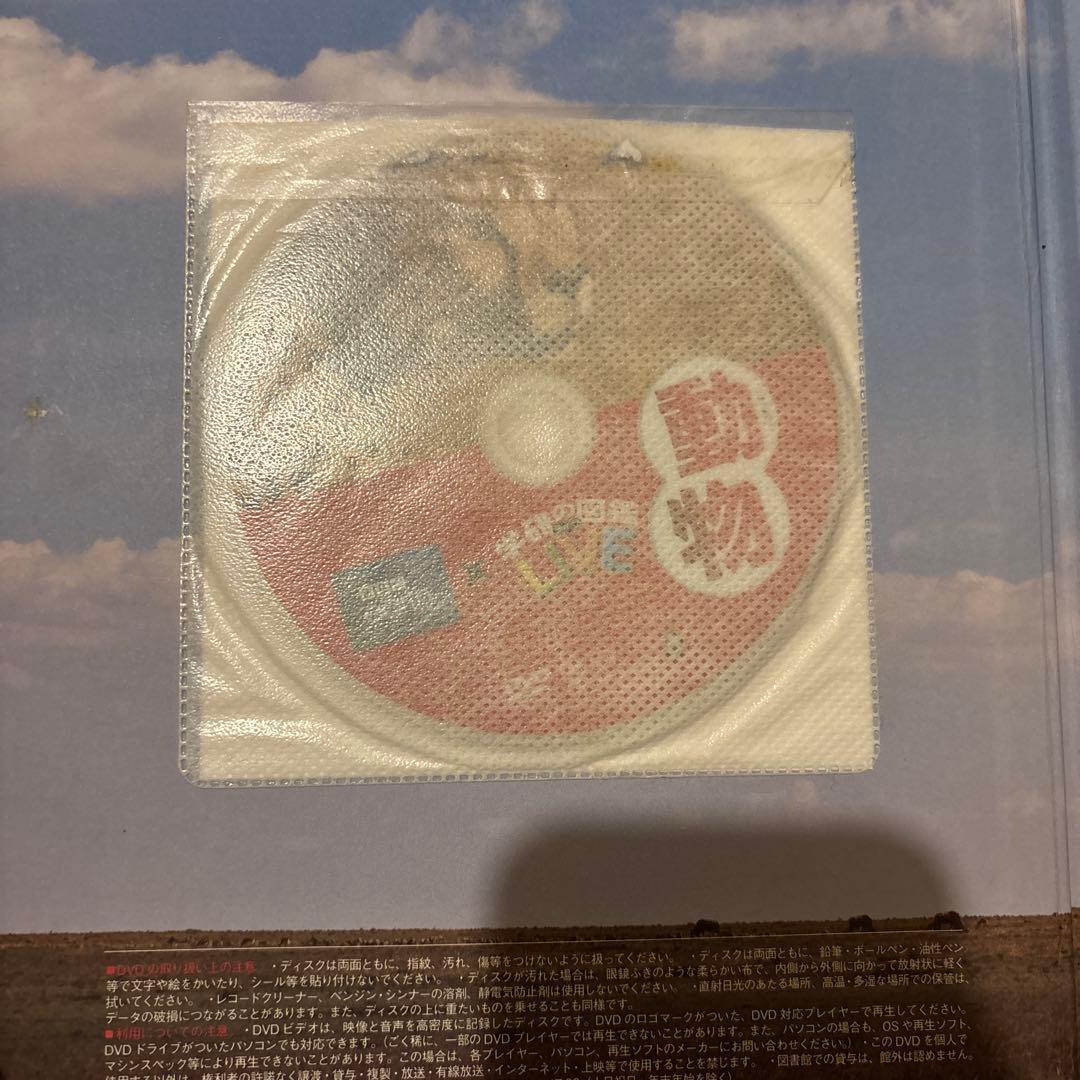 動
物
学研の図鑑
×
LIVE
■DVDの取り扱い上の注意 ・ディスクは両面ともに、指紋、汚れ、傷等をつけないように扱ってください。 ・ディスクは両面ともに、鉛筆・ボールペン・油性ペン
等で文字や絵をかいたり、シール等を貼り付けないでください。 ・ディスクが汚れた場合は、眼鏡ふきのような柔らかい布で、内側から外側に向かって放射状に軽く
拭いてください。 ・レコードクリーナー、ベンジン・シンナーの溶剤、静電気防止剤は使用しないでください。 ・直射日光のあたる場所、高温・多湿な場所での保管は、
データの破損につながることがあります。また、ディスクの上に重たいものを乗せることも同様です。
■利用についての注意 ・DVDビデオは、映像と音声を高密度に記録したディスクです。DVDのロゴマークがついた、DVD対応プレイヤーで再生してください。
DVDドライブがついたパソコンでも対応できます。(ごく稀に、一部のDVDプレイヤーでは再生できないことがあります。また、パソコンの場合も、OSや再生ソフト、
マシンスペック等により再生できないことがあります。この場合は、各プレイヤー、パソコン、再生ソフトのメーカーにお問い合わせください。) ・このDVDを個人で
使用する以外は、権利者の許諾なく譲渡・貸与・複製・放送・有線放送・インターネット・上映等で使用することを禁じます。 ・図書館での貸与は、館外は認めません。